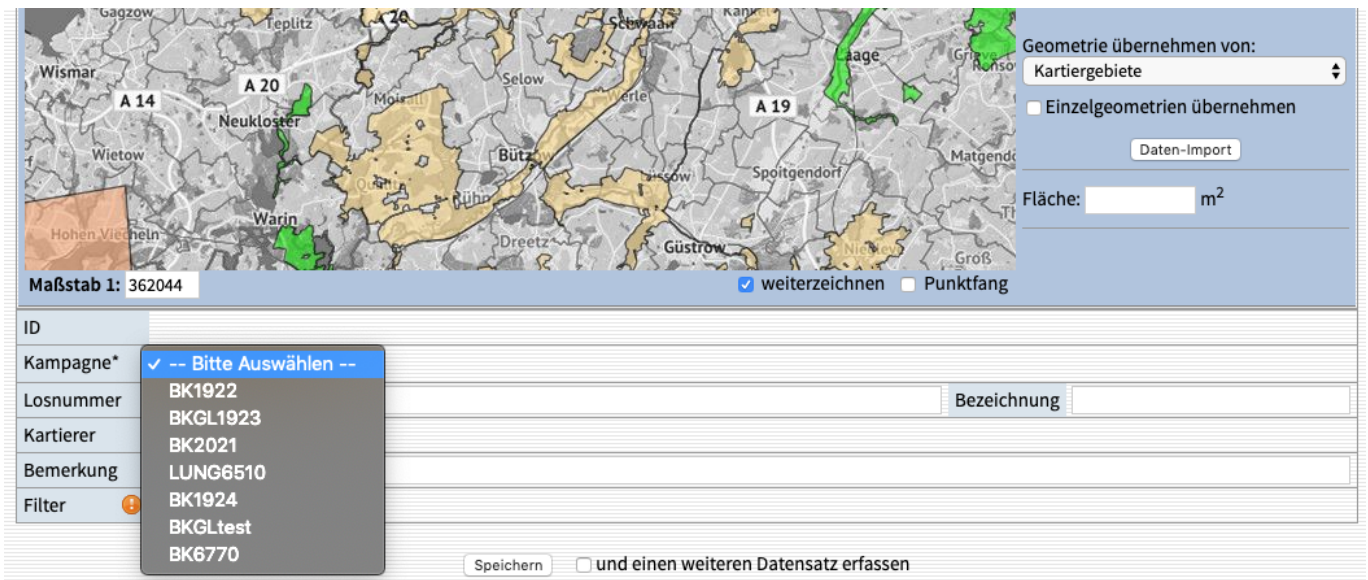 Gagzow
Teplitz
A 20
Schwaan
Wismar
A 14
A 20
Selow
Werle
Laage
Moisall
A 19
Neukloster
Wietow
Bützow
Spoitgendorf
Rühn
Warin
Hohen Viecheln
Dreetz
Güstrow
Groß
Geometrie übernehmen von:
Kartiergebiete
Einzelgeometrien übernehmen
Daten-Import
Fläche: m²
Maßstab 1: 362044
weiterzeichnen Punktfang
ID
Kampagne* ✓ -- Bitte Auswählen --
BK1922
Losnummer Bezeichnung
BKGL1923
Kartierer
BK2021
Bemerkung LUNG6510
BK1924
Filter
BKGLtest
BK6770
Speichern und einen weiteren Datensatz erfassen